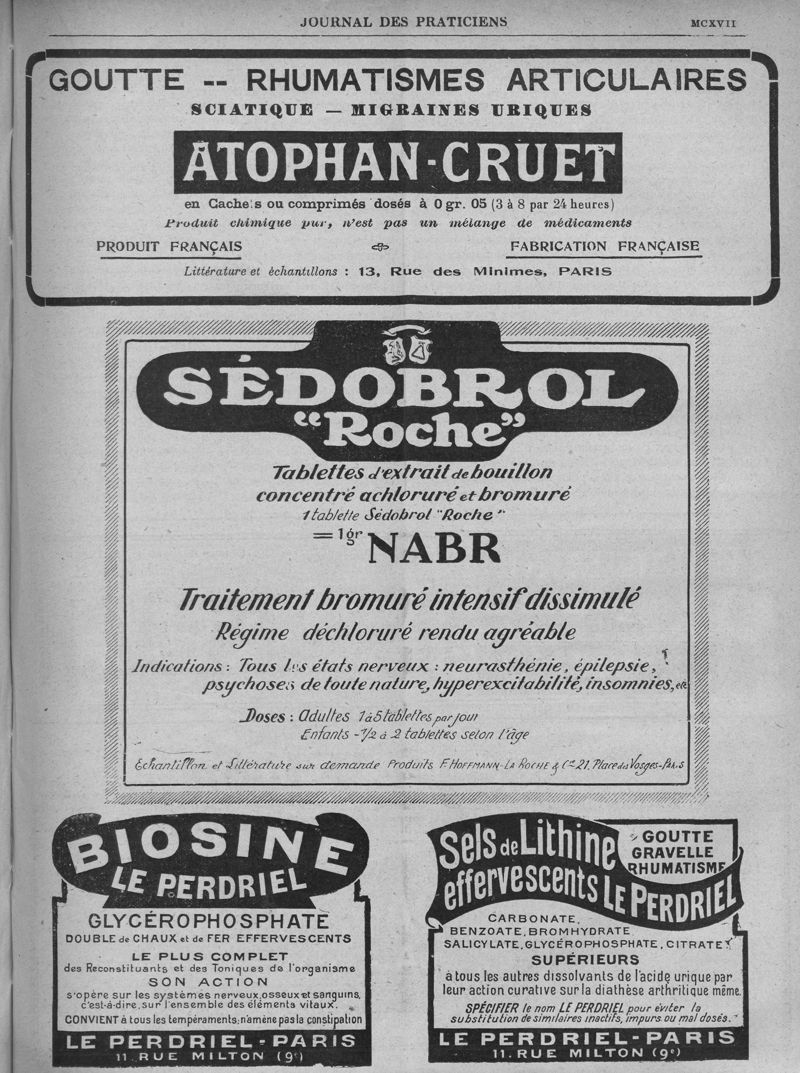 JOURNAL DES PRATICIENS
MCXVII
GOUTTE -- RHUMATISMES ARTICULAIRES
SCIATIQUE — MIGRAINES URIQUES
ATOPHAN-CRUET
en Cachets ou comprimés dosés à 0 gr. 05 (3 à 8 par 24 heures)
Produit chimique pur, n'est pas un mélange de médicaments
PRODUIT FRANÇAIS
FABRICATION FRANÇAISE
Littérature et échantillons : 13, Rue des Minimes, PARIS
SÉDOBROL
"Roche"
Tablettes d'extrait de bouillon
concentré achloruré et bromuré
1 tablette Sédobrol "Roche"
= 1gr NABR
Traitement bromuré intensif dissimulé
Régime déchloruré rendu agréable
Indications : Tous les états nerveux : neurasthénie, épilepsie,
psychoses de toute nature, hyperexcitabilité, insomnies, etc
Doses : Adultes 1 à 5 tablettes par jour
Enfants - 1/2 à 2 tablettes selon l'âge
Échantillon et Littérature sur demande Produits F. HOFFMANN-LA ROCHE & Cie 21, Place des Vosges-PARIS
BIOSINE
LE PERDRIEL
GLYCÉROPHOSPHATE
DOUBLE de CHAUX et de FER EFFERVESCENTS
LE PLUS COMPLET
des Reconstituants et des Toniques de l'organisme
SON ACTION
s'opère sur les systèmes nerveux, osseux et sanguins,
c'est-à-dire, sur l'ensemble des éléments vitaux.
CONVIENT à tous les tempéraments; n'amène pas la constipation
LE PERDRIEL - PARIS
11, RUE MILTON (9e)
Sels de Lithine
effervescents LE PERDRIEL
GOUTTE
GRAVELLE
RHUMATISME
CARBONATE,
BENZOATE, BROMHYDRATE
SALICYLATE, GLYCÉROPHOSPHATE, CITRATE
SUPÉRIEURS
à tous les autres dissolvants de l'acide urique par
leur action curative sur la diathèse arthritique même.
SPÉCIFIER le nom LE PERDRIEL pour éviter la
substitution de similaires inactifs, impurs ou mal dosés.
LE PERDRIEL - PARIS
11. RUE MILTON (9e)